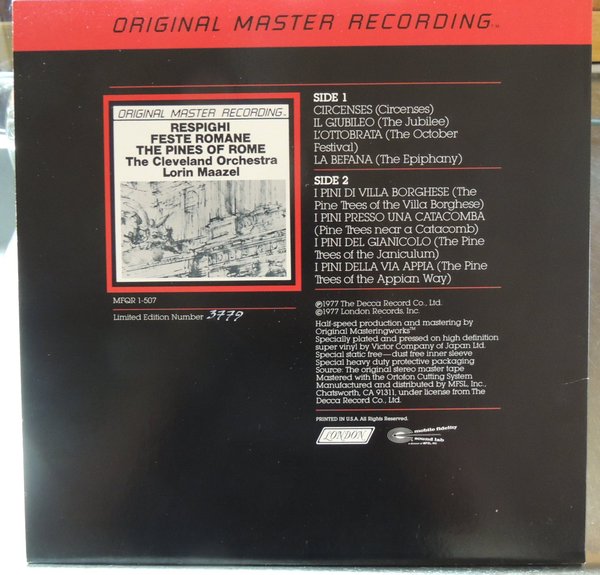 ORIGINAL MASTER RECORDING™
ORIGINAL MASTER RECORDING™
RESPIGHI
FESTE ROMANE
THE PINES OF ROME
The Cleveland Orchestra
Lorin Maazel
MFQR 1-507
Limited Edition Number 3779
SIDE 1
CIRCENSES (Circenses)
IL GIUBILEO (The Jubilee)
L'OTTOBRATA (The October
Festival)
LA BEFANA (The Epiphany)
SIDE 2
I PINI DI VILLA BORGHESE (The
Pine Trees of the Villa Borghese)
I PINI PRESSO UNA CATACOMBA
(Pine Trees near a Catacomb)
I PINI DEL GIANICOLO (The Pine
Trees of the Janiculum)
I PINI DELLA VIA APPIA (The Pine
Trees of the Appian Way)
℗1977 The Decca Record Co., Ltd.
©1977 London Records, Inc.
Half-speed production and mastering by
Original Masteringworks™
Specially plated and pressed on high definition
super vinyl by Victor Company of Japan Ltd.
Special static free—dust free inner sleeve
Special heavy duty protective packaging
Source: The original stereo master tape
Mastered with the Ortofon Cutting System
Manufactured and distributed by MFSL, Inc.,
Chatsworth, CA 91311, under license from The
Decca Record Co., Ltd.
PRINTED IN U.S.A. All Rights Reserved.
LONDON
mobile fidelity
sound lab